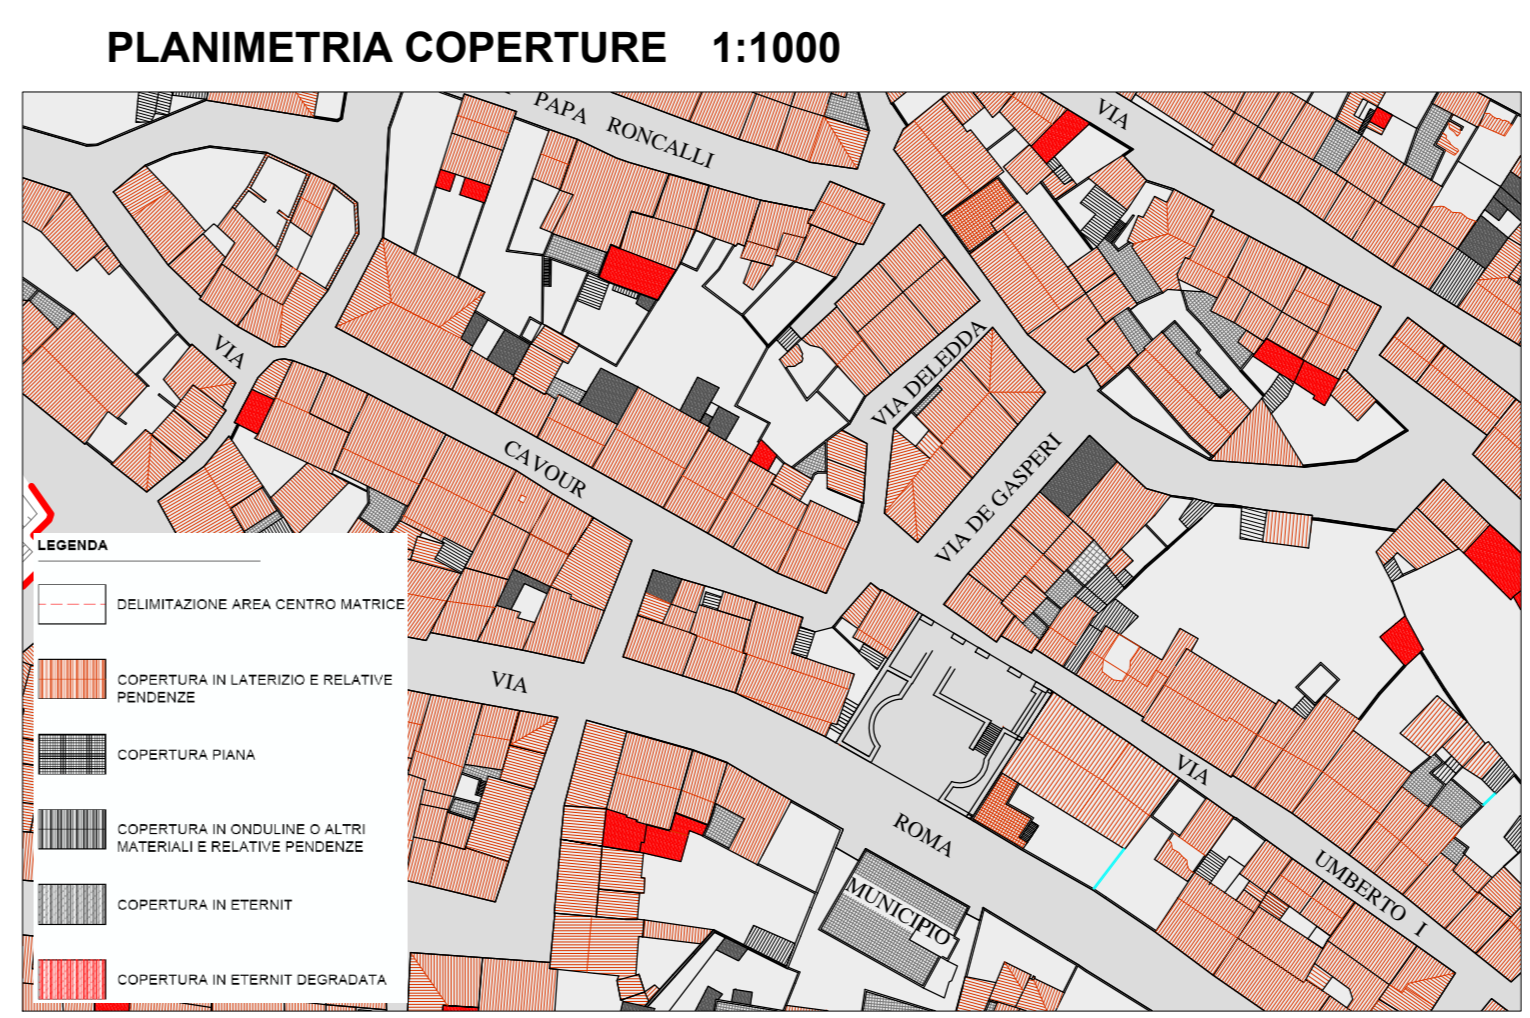 PLANIMETRIA COPERTURE 1:1000
PAPA RONCALLI
VIA
VIA
VIA DELEDDA
CAVOUR
VIA DE GASPERI
VIA
VIA
ROMA
UMBERTO I
MUNICIPIO
LEGENDA
DELIMITAZIONE AREA CENTRO MATRICE
COPERTURA IN LATERIZIO E RELATIVE
PENDENZE
COPERTURA PIANA
COPERTURA IN ONDULINE O ALTRI
MATERIALI E RELATIVE PENDENZE
COPERTURA IN ETERNIT
COPERTURA IN ETERNIT DEGRADATA